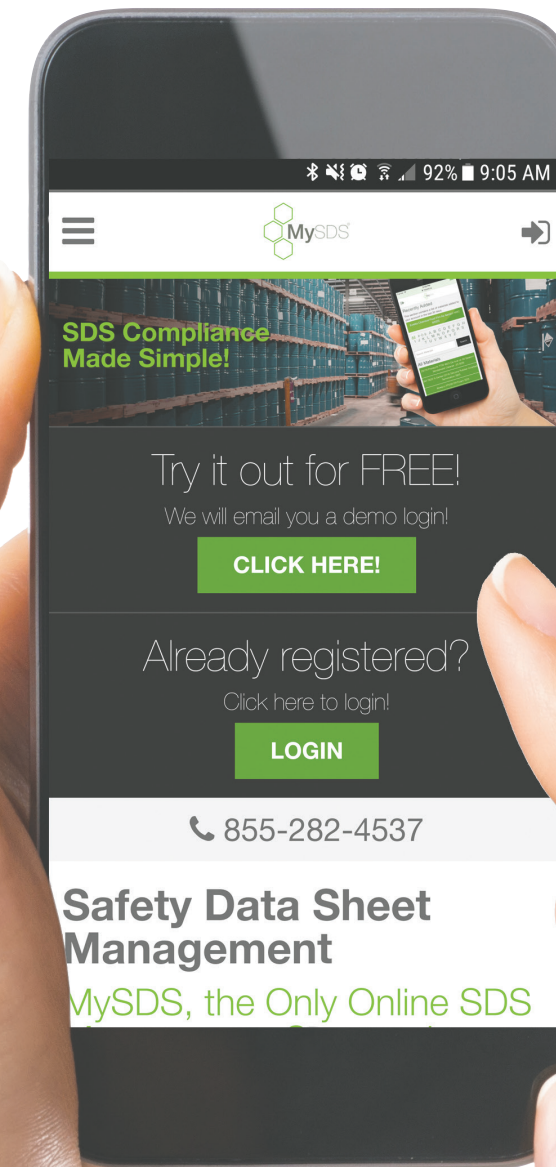 92% 9:05 AM
MySDS
SDS Compliance
Made Simple!
Try it out for FREE!
We will email you a demo login!
CLICK HERE!
Already registered?
Click here to login!
LOGIN
855-282-4537
Safety Data Sheet
Management
MySDS, the Only Online SDS